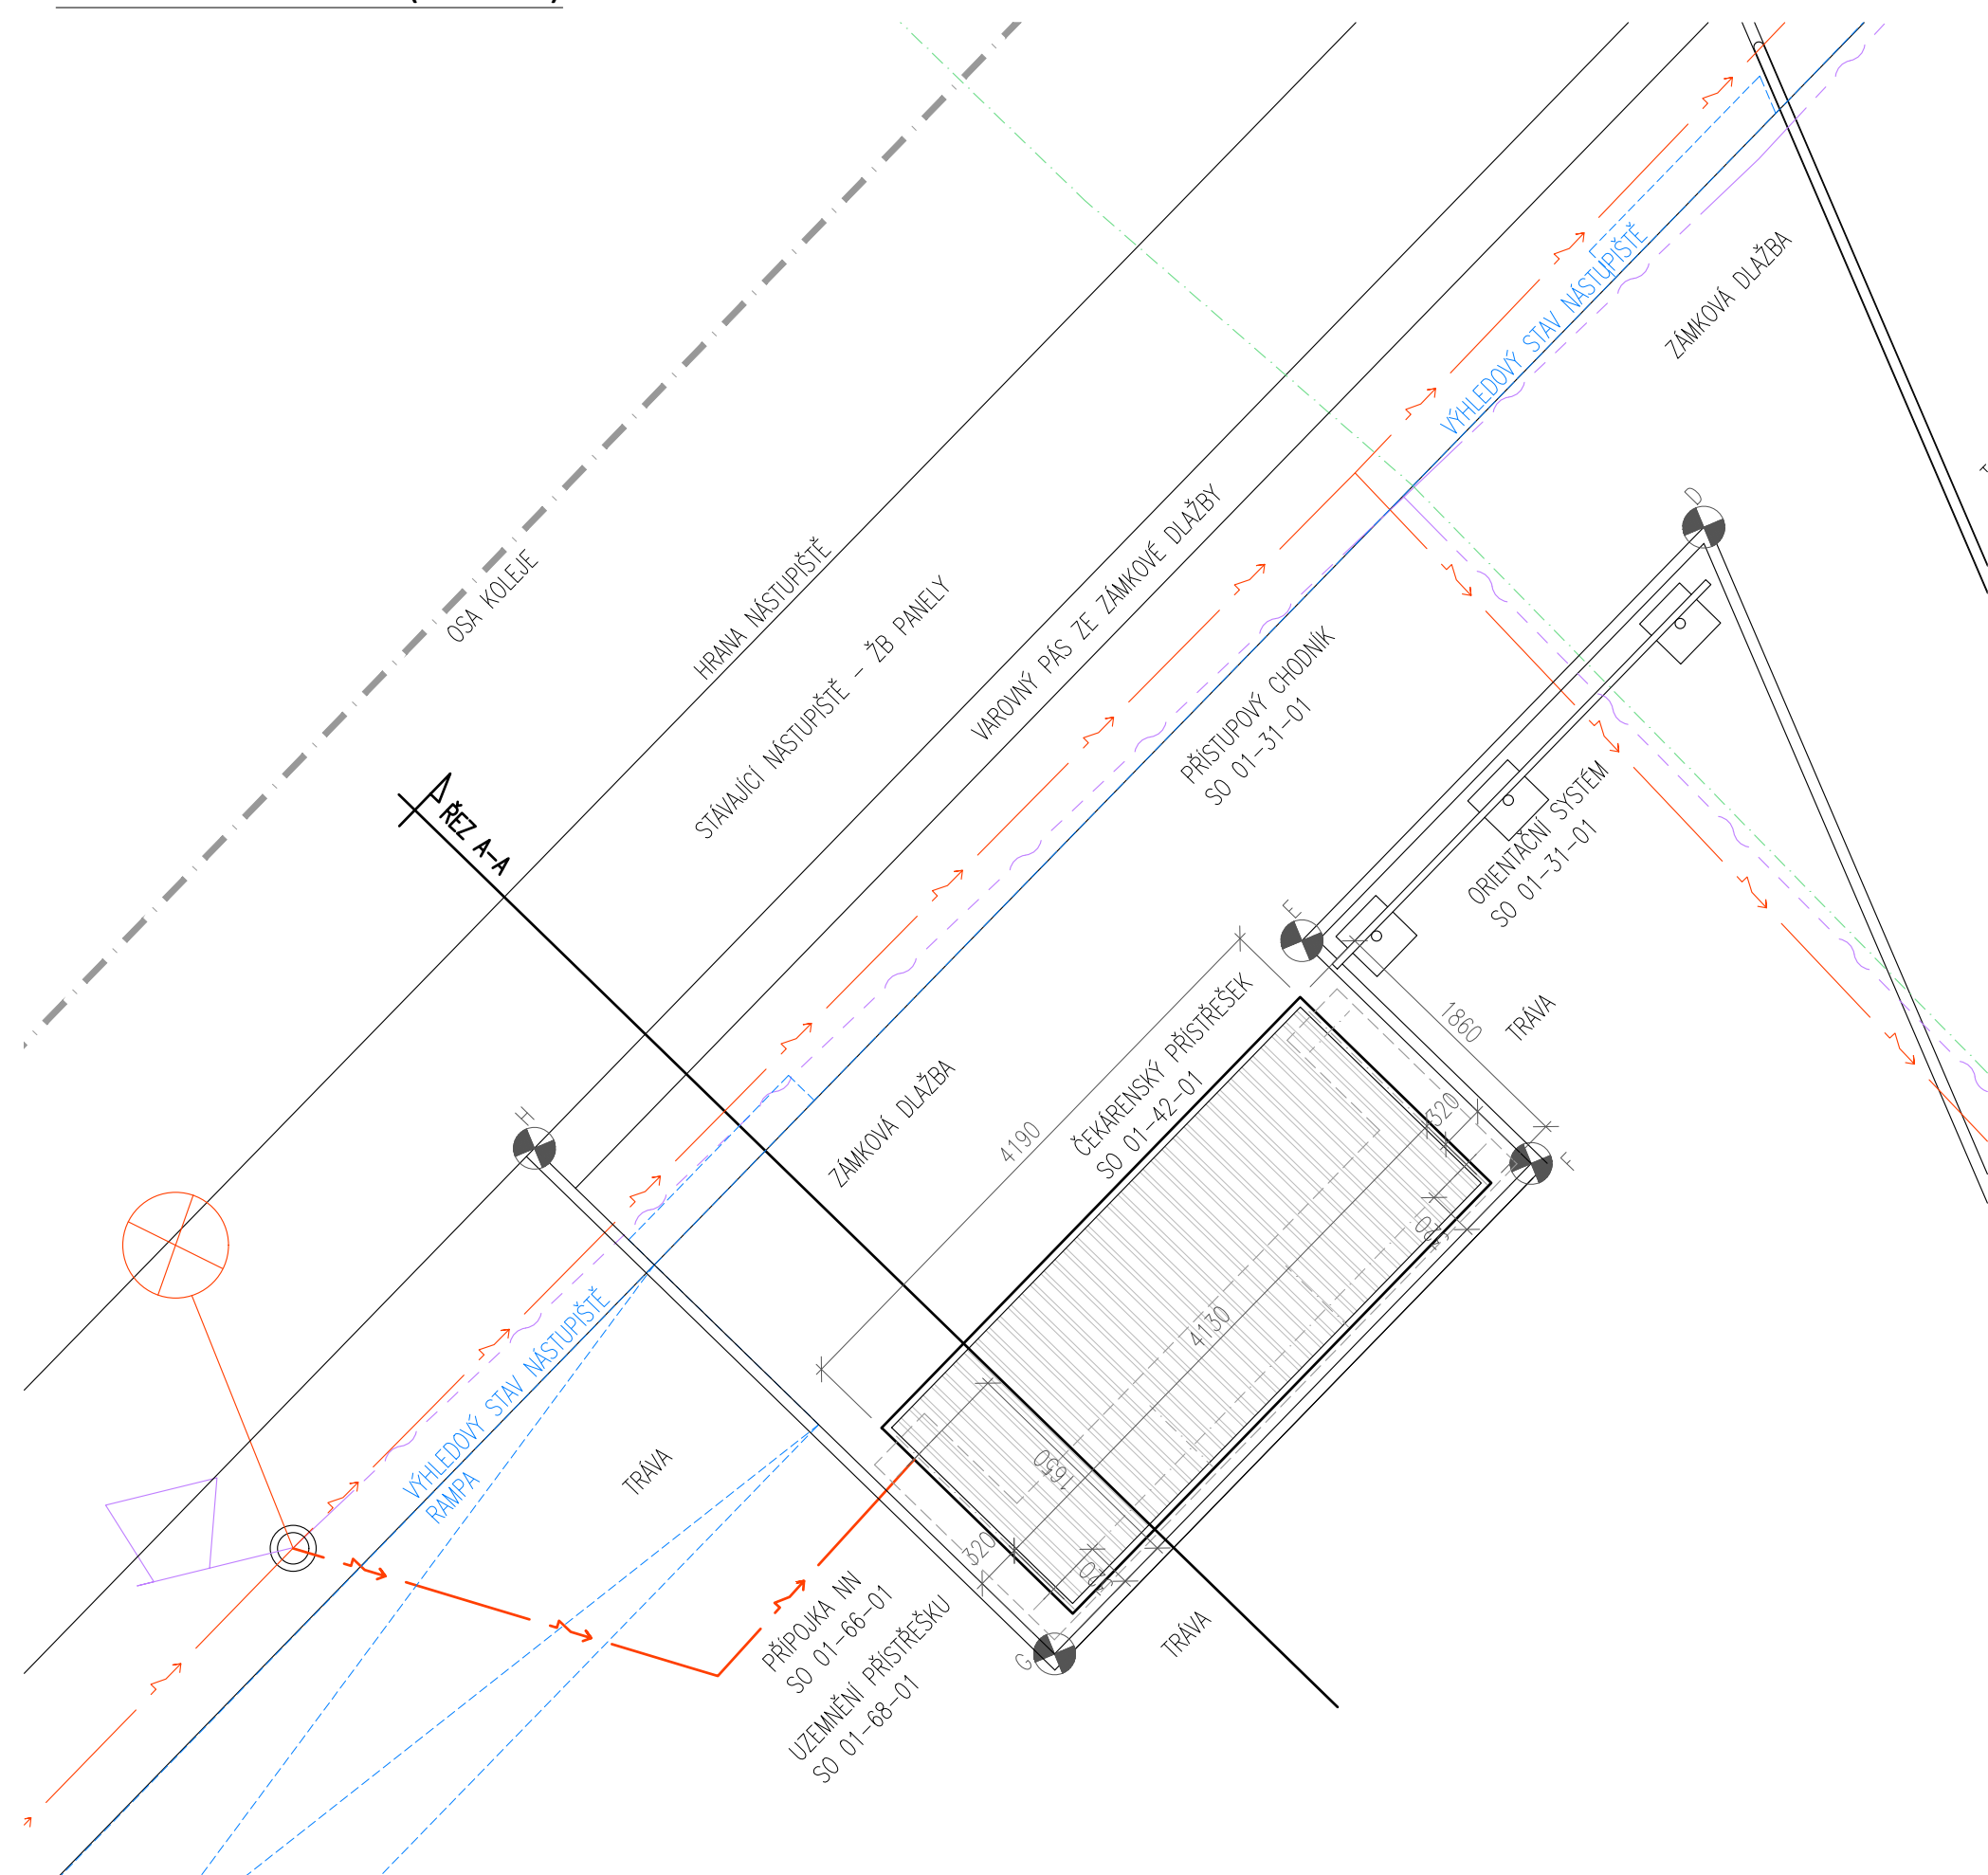 VÝHLEDOVÝ STAV NÁSTUPIŠTĚ
ZÁMKOVÁ DLAŽBA
D
OSA KOLEJE
HRANA NÁSTUPIŠTĚ
STÁVAJÍCÍ NÁSTUPIŠTĚ - ŽB PANELY
VAROVNÝ PÁS ZE ZÁMKOVÉ DLAŽBY
PŘÍSTUPOVÝ CHODNÍK
SO 01-31-01
ŘEZ A-A
ORIENTAČNÍ SYSTÉM
SO 01-31-01
E
1860
TRÁVA
ČEKÁRENSKÝ PŘÍSTŘEŠEK
SO 01-42-01
4190
ZÁMKOVÁ DLAŽBA
H
320
F
4130
VÝHLEDOVÝ STAV NÁSTUPIŠTĚ
RAMPA
TRÁVA
1650
320
PŘÍPOJKA NN
SO 01-66-01
UZEMNĚNÍ PŘÍSTŘEŠKU
SO 01-68-01
G
TRÁVA